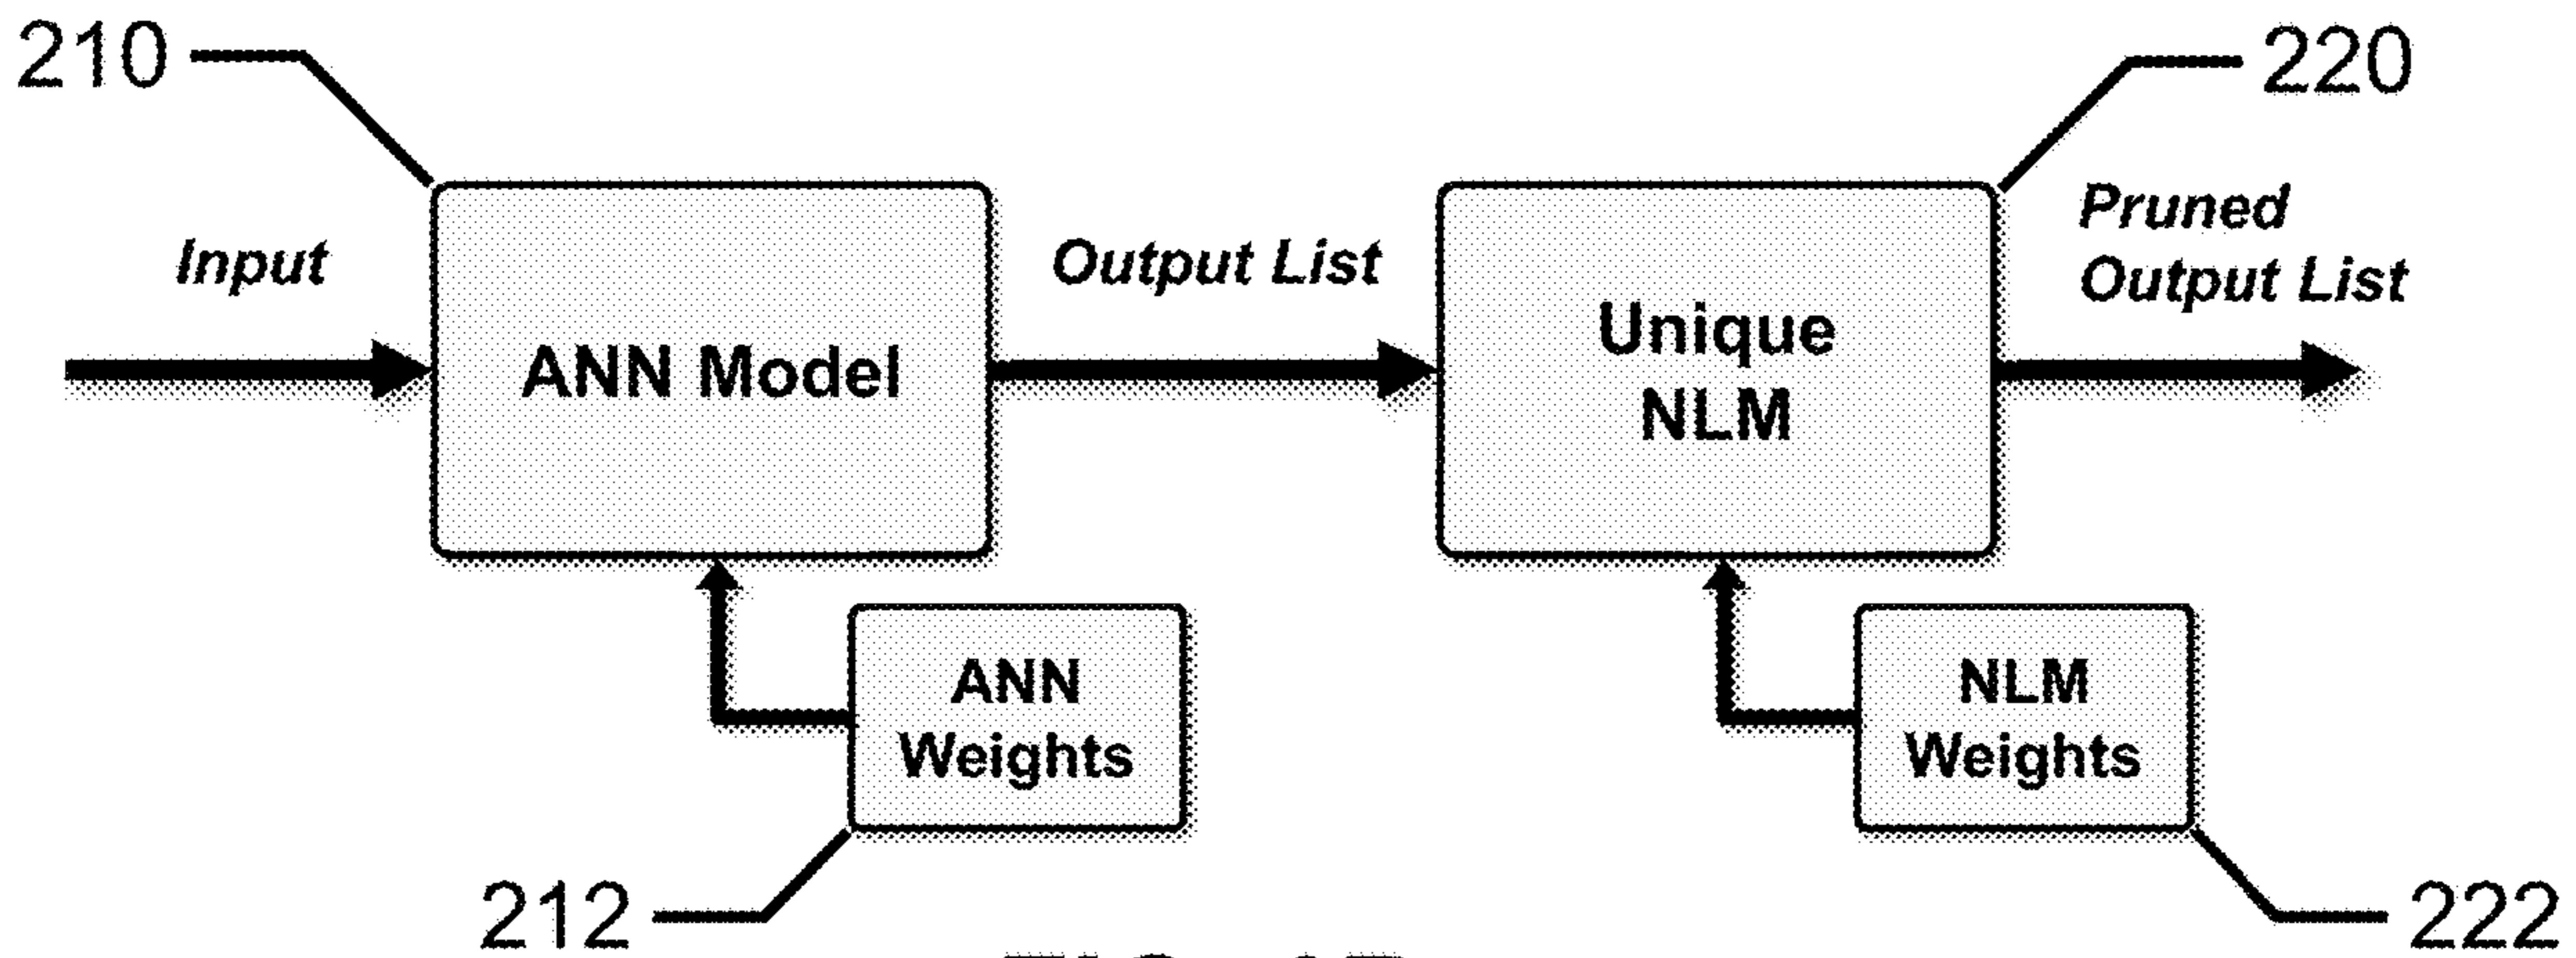 210
220
Input
ANN Model
Output List
Unique
NLM
Pruned
Output List
ANN
Weights
NLM
Weights
212
222